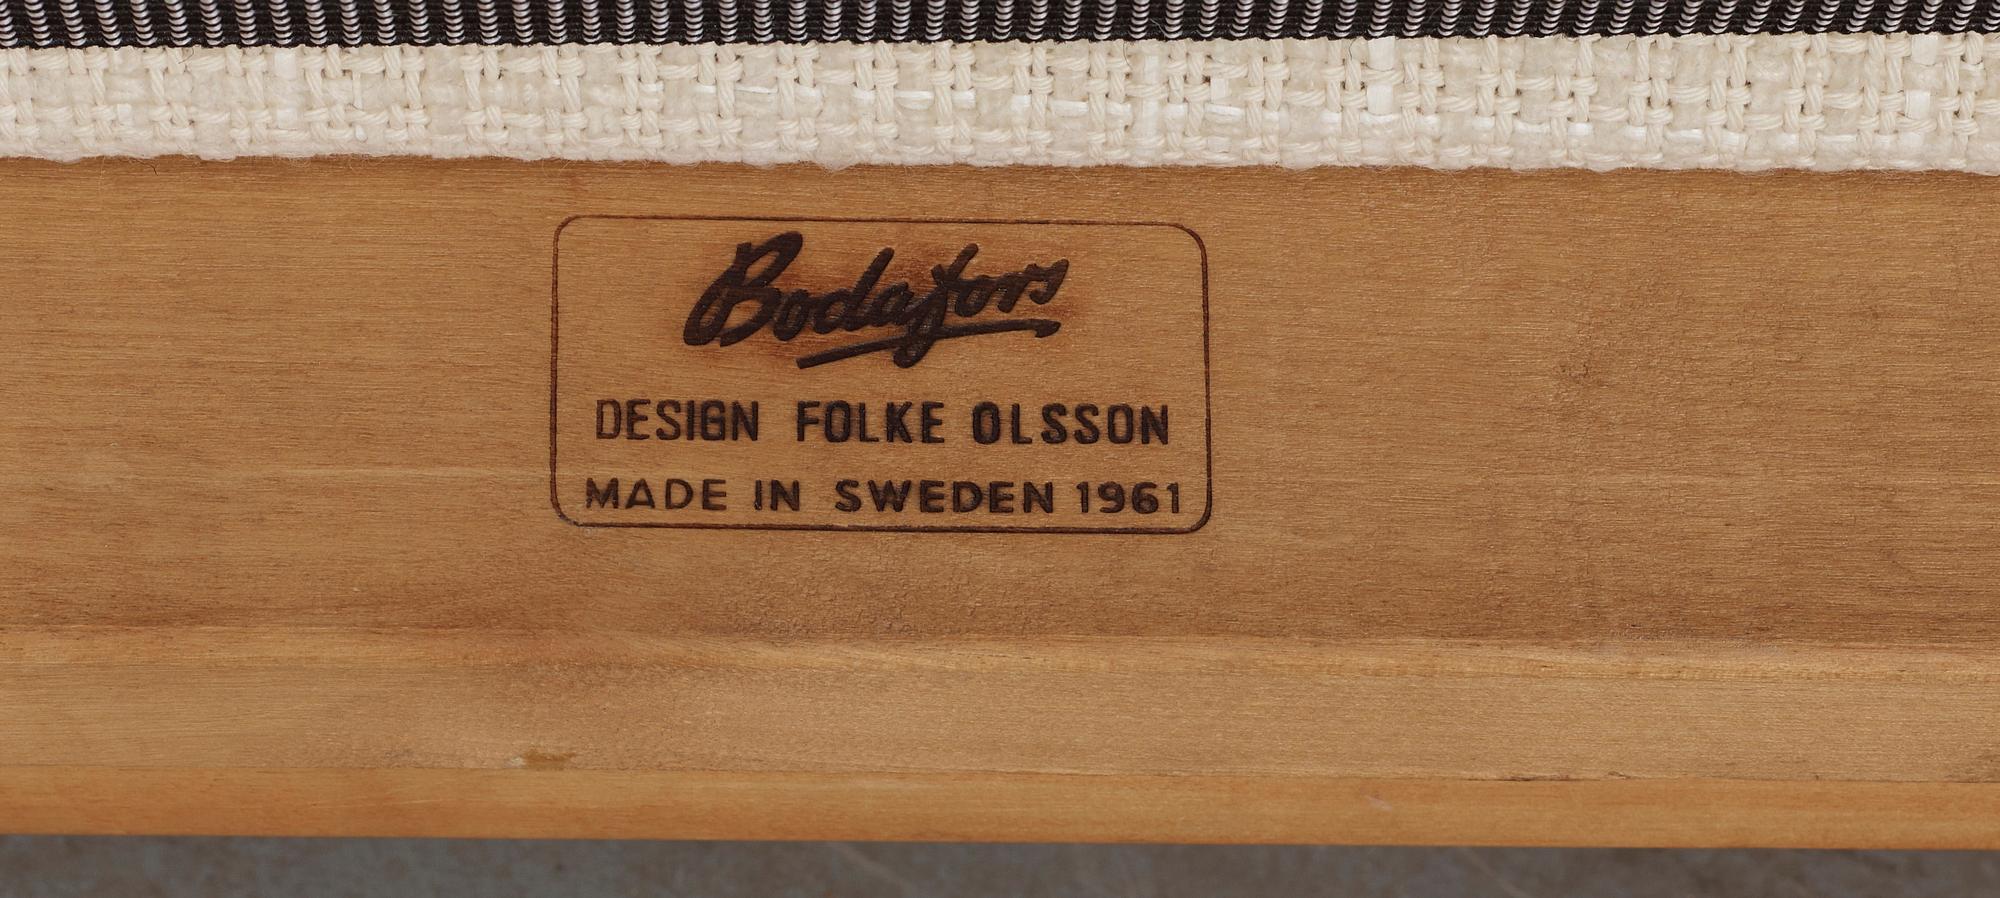 Bodafors
DESIGN FOLKE OLSSON
MADE IN SWEDEN 1961